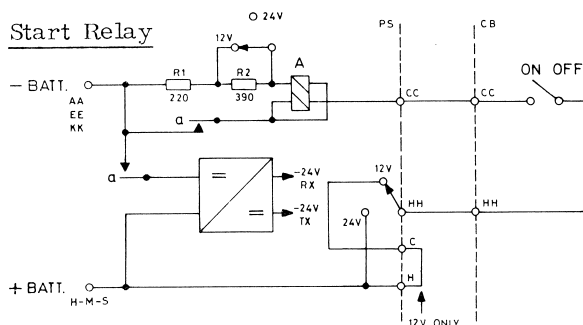 Start Relay
24V
12V
PS
CB
A
R1
R2
220
390
ON OFF
− BATT.
AA
EE
KK
CC
CC
a
a
−24V
RX
−24V
TX
12V
24V
HH
HH
C
H
+ BATT.
H-M-S
12V ONLY